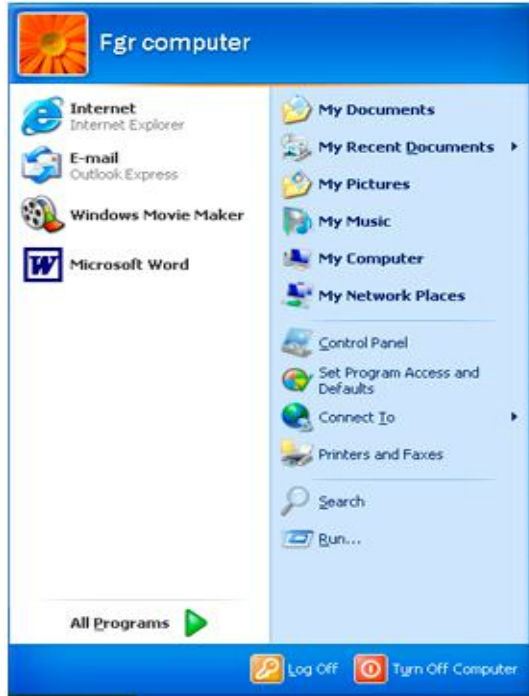 Fgr computer
Internet
Internet Explorer
E-mail
Outlook Express
Windows Movie Maker
Microsoft Word
All Programs
My Documents
My Recent Documents
My Pictures
My Music
My Computer
My Network Places
Control Panel
Set Program Access and
Defaults
Connect To
Printers and Faxes
Search
Run...
Log Off
Turn Off Computer